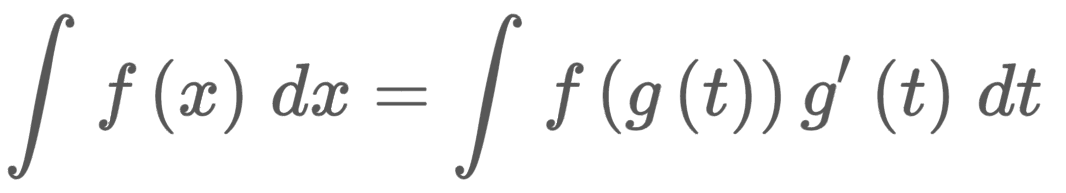 ∫ f (x) dx = ∫ f (g (t)) g′ (t) dt